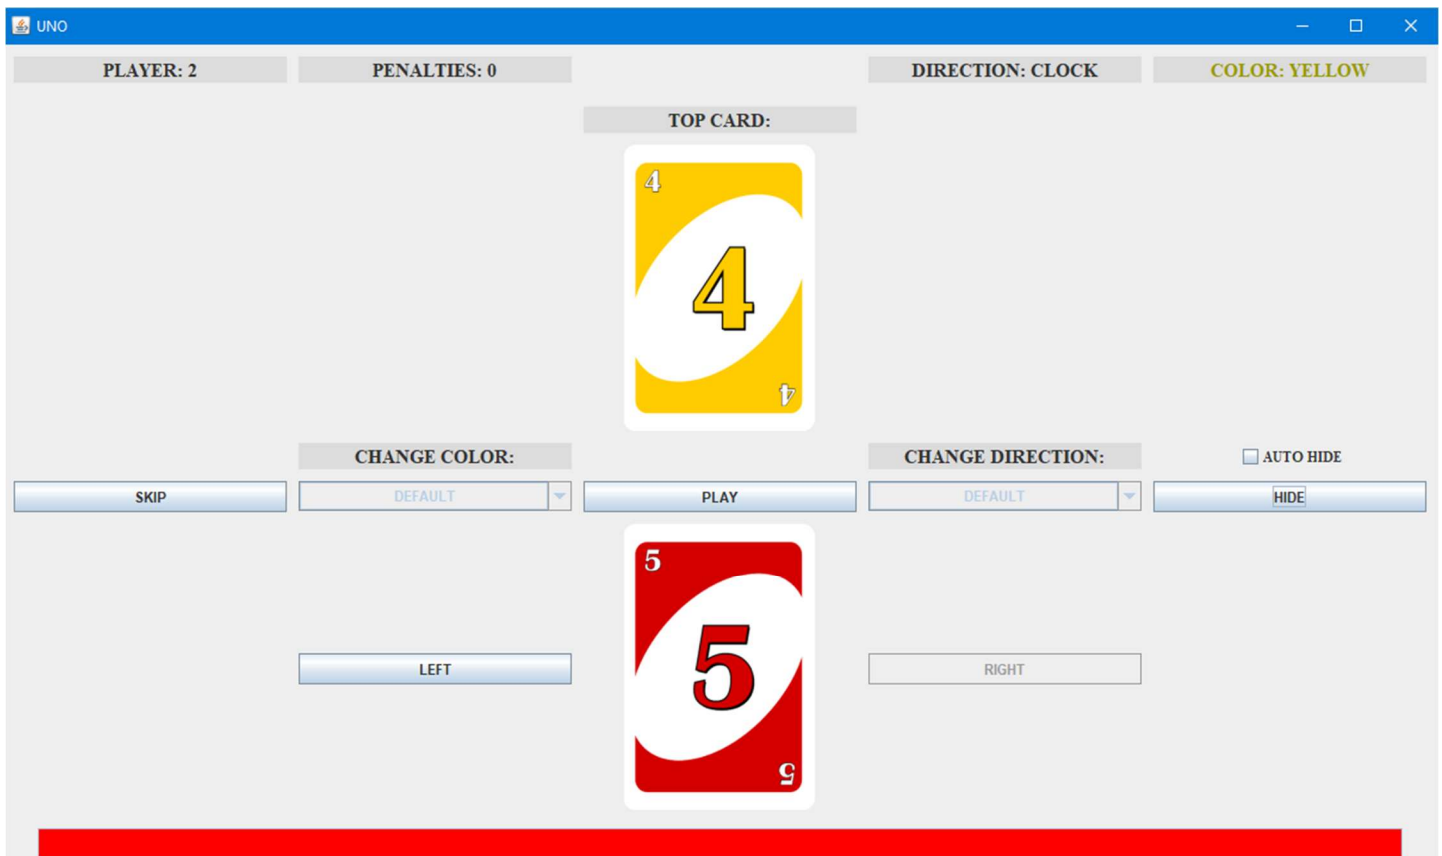 UNO
PLAYER: 2
PENALTIES: 0
DIRECTION: CLOCK
COLOR: YELLOW
TOP CARD:
4
4
4
CHANGE COLOR:
CHANGE DIRECTION:
AUTO HIDE
SKIP
DEFAULT
PLAY
DEFAULT
HIDE
5
LEFT
5
RIGHT
5